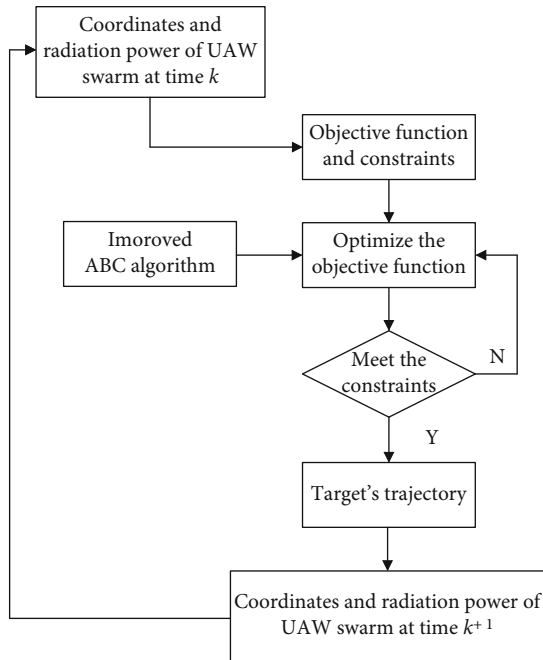 Coordinates and
radiation power of UAW
swarm at time k
Objective function
and constraints
Imoroved
ABC algorithm
Optimize the
objective function
Meet the
constraints
N
Y
Target's trajectory
Coordinates and radiation power of
UAW swarm at time k+1